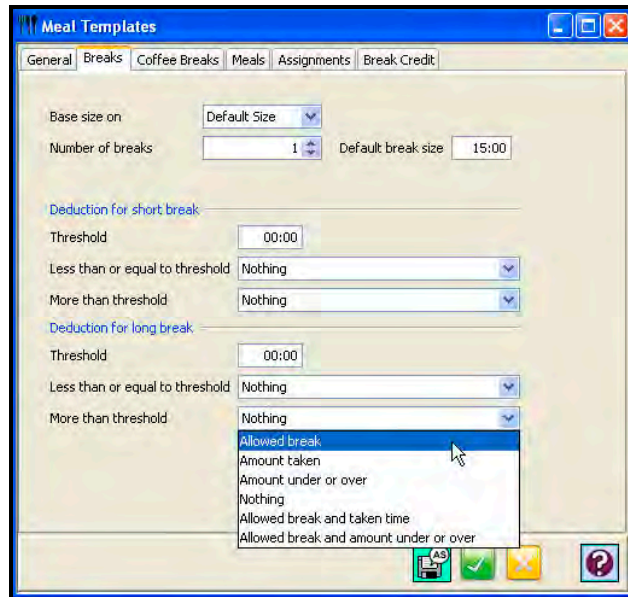 Meal Templates
General Breaks Coffee Breaks Meals Assignments Break Credit
Base size on Default Size
Number of breaks 1 Default break size 15:00
Deduction for short break
Threshold 00:00
Less than or equal to threshold Nothing
More than threshold Nothing
Deduction for long break
Threshold 00:00
Less than or equal to threshold Nothing
More than threshold Nothing
Allowed break
Amount taken
Amount under or over
Nothing
Allowed break and taken time
Allowed break and amount under or over
AS
?